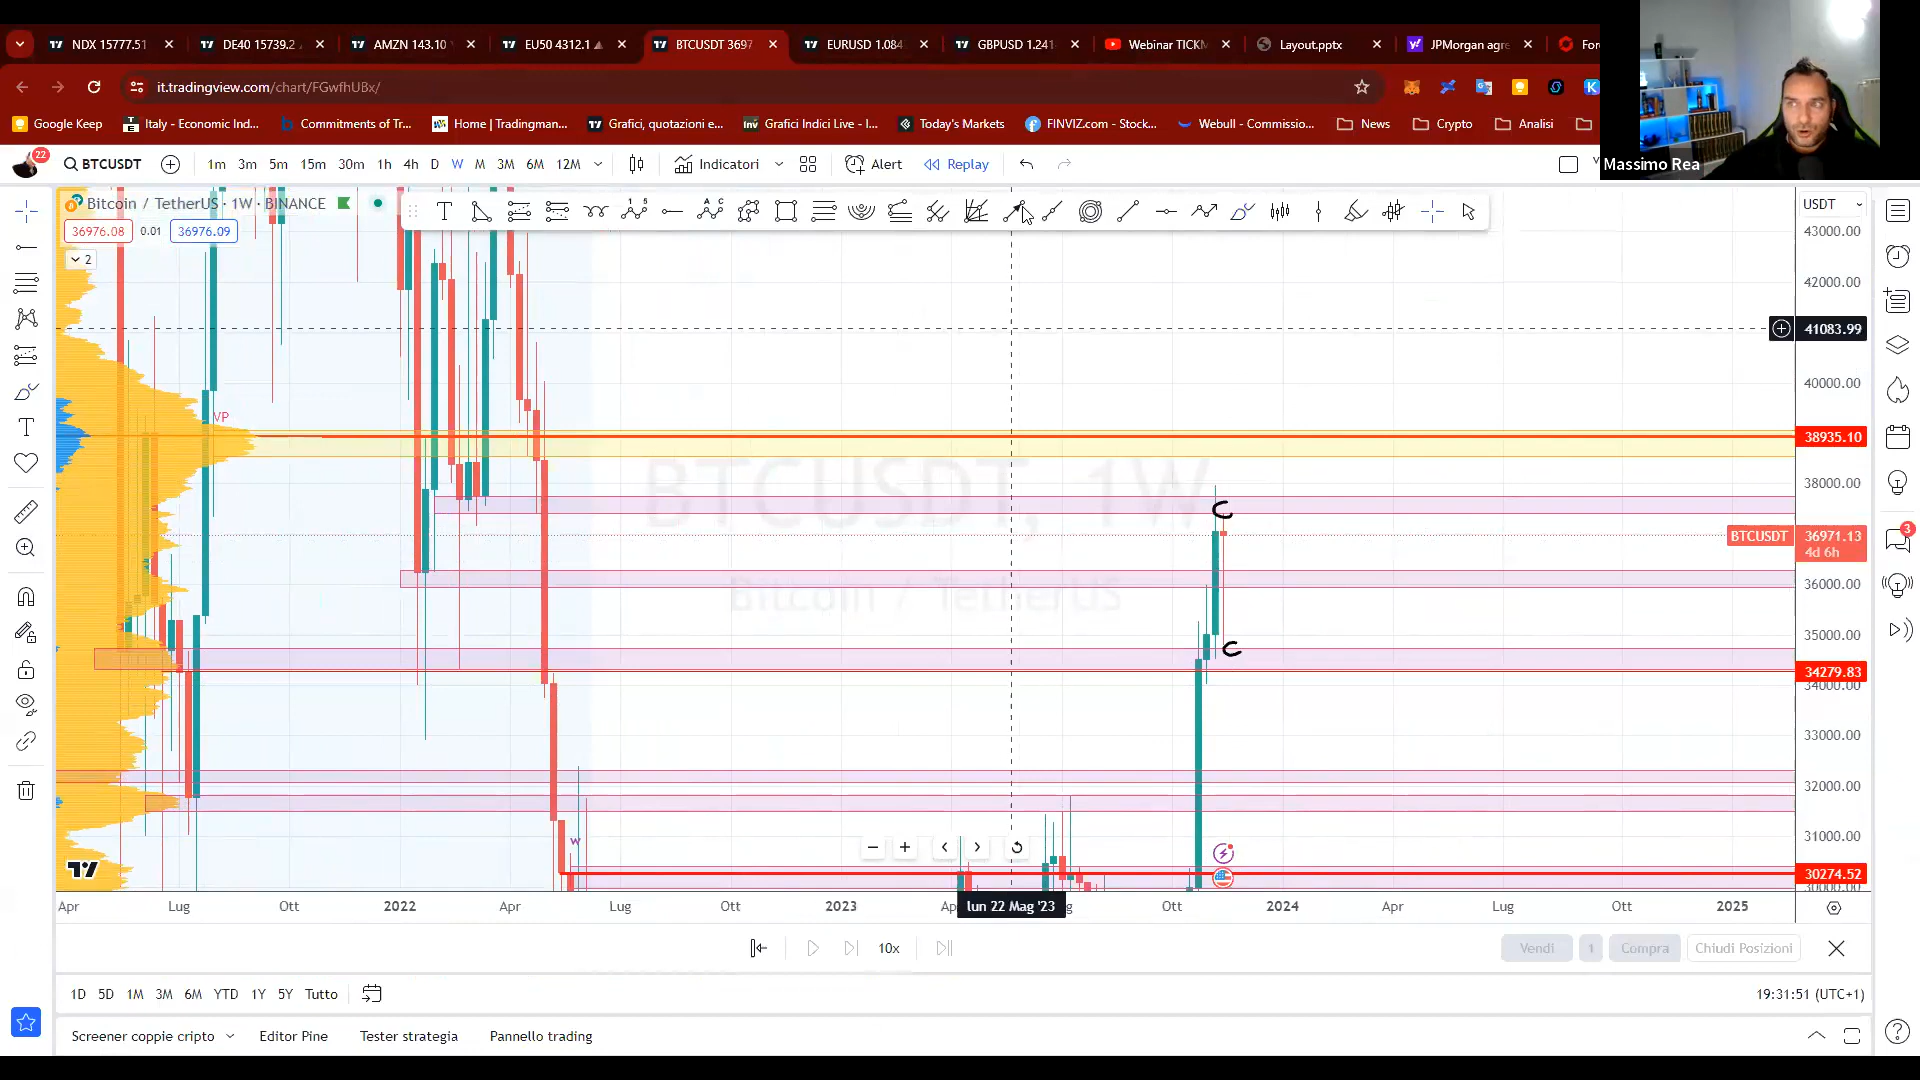 NDX 15777.51
DE40 15739.2
AMZN 143.10
EU50 4312.1
BTCUSDT 3697
EURUSD 1.084
GBPUSD 1.241
Webinar TICKM
Layout.pptx
JPMorgan agre
For
it.tradingview.com/chart/FGwfhUBx/
Google Keep
Italy - Economic Ind...
Commitments of Tr...
Home | Tradingman...
Grafici, quotazioni e...
Grafici Indici Live - I...
Today's Markets
FINVIZ.com - Stock...
Webull - Commissio...
News
Crypto
Analisi
Massimo Rea
22
BTCUSDT
1m 3m 5m 15m 30m 1h 4h D W M 3M 6M 12M
Indicatori
Alert
Replay
Bitcoin / TetherUS · 1W · BINANCE
36976.08 0.01 36976.09
2
USDT
43000.00
42000.00
41083.99
40000.00
VP
38935.10
BTCUSDT, 1W
38000.00
C
BTCUSDT 36971.13
4d 6h
36000.00
Bitcoin / TetherUS
35000.00
C
34279.83
34000.00
33000.00
32000.00
31000.00
W
30274.52
30000.00
3
Apr Lug Ott 2022 Apr Lug Ott 2023 lun 22 Mag '23 Ott 2024 Apr Lug Ott 2025
10x
Vendi 1 Compra Chiudi Posizioni
1D 5D 1M 3M 6M YTD 1Y 5Y Tutto
19:31:51 (UTC+1)
Screener coppie cripto
Editor Pine
Tester strategia
Pannello trading